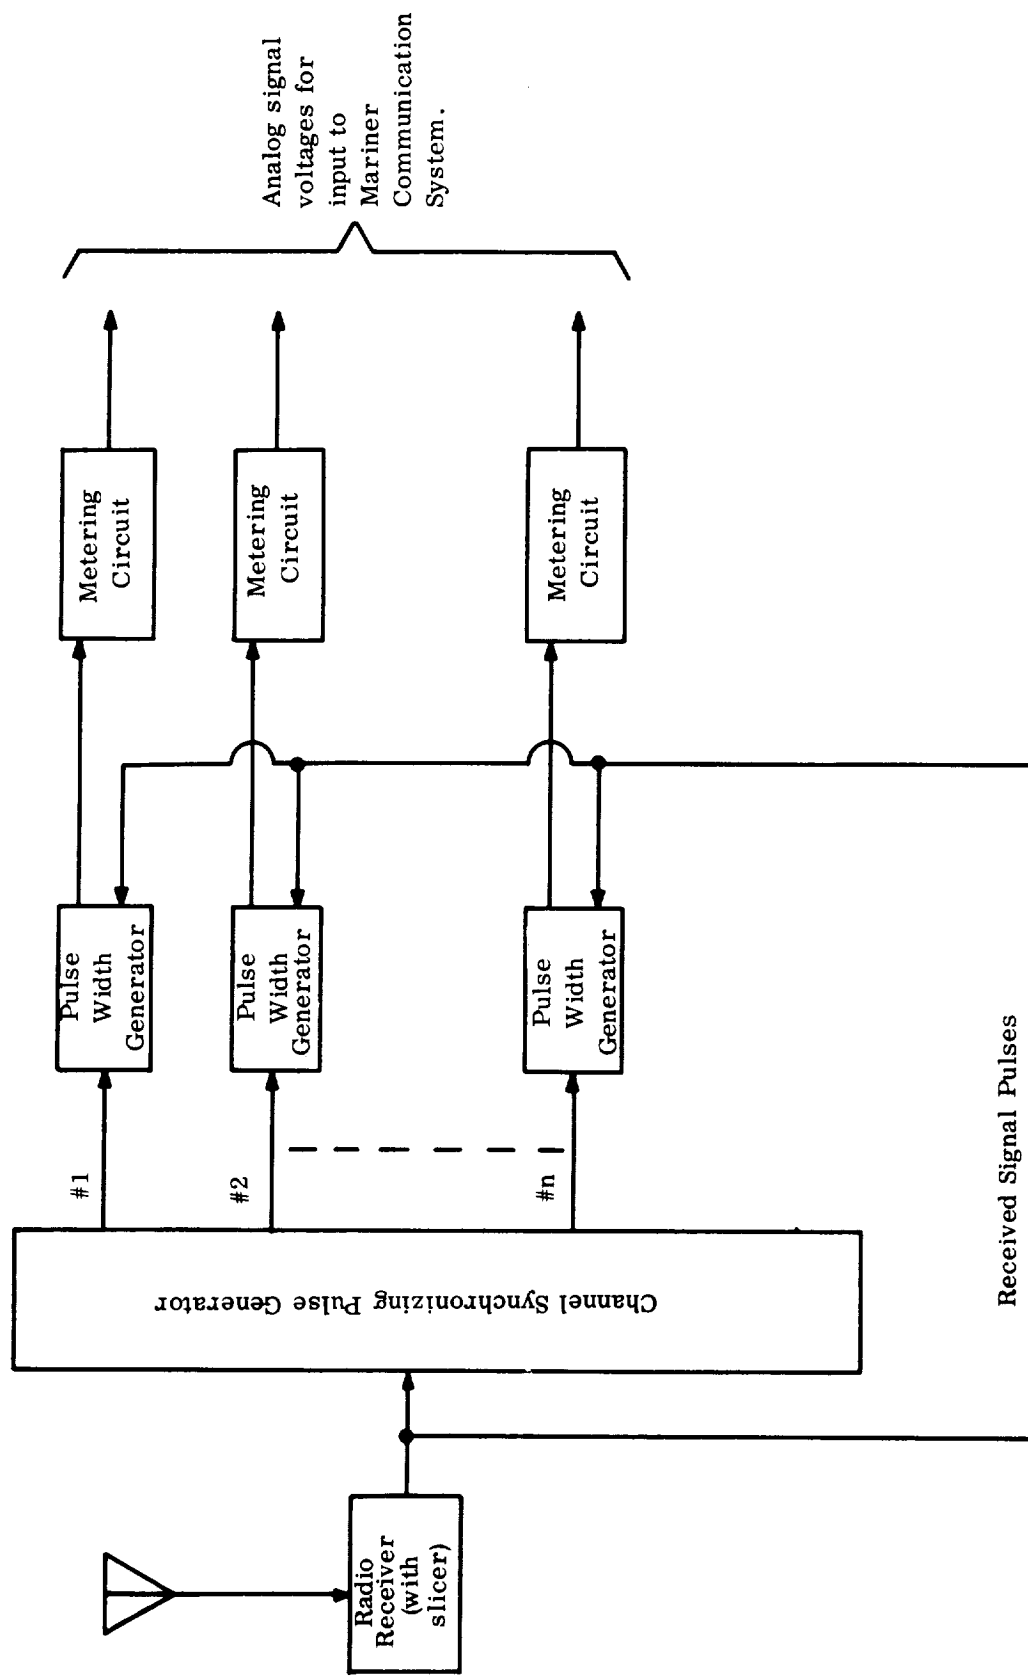 Radio
Receiver
(with
slicer)
Channel Synchronizing Pulse Generator
#1
#2
#n
Pulse
Width
Generator
Pulse
Width
Generator
Pulse
Width
Generator
Metering
Circuit
Metering
Circuit
Metering
Circuit
Analog signal
voltages for
input to
Mariner
Communication
System.
Received Signal Pulses